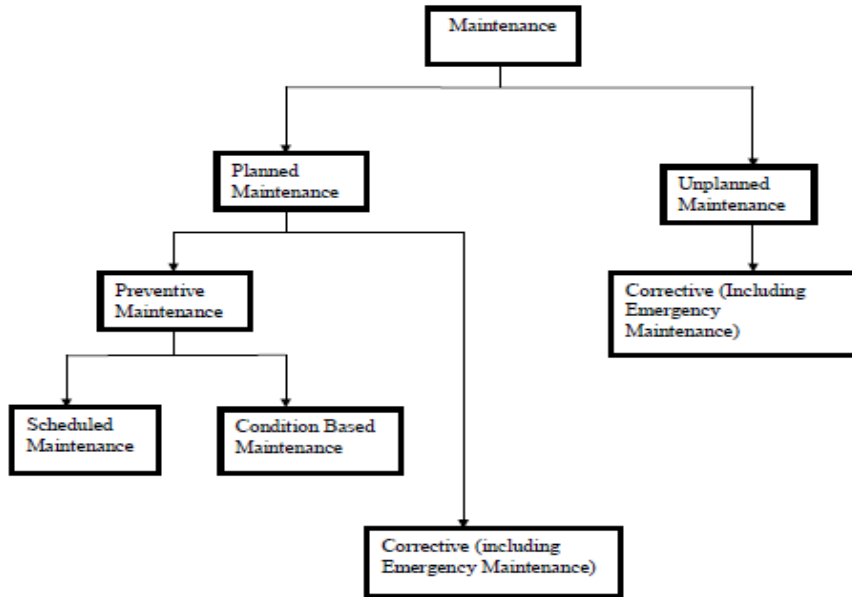 Maintenance
Planned
Maintenance
Unplanned
Maintenance
Preventive
Maintenance
Corrective (Including
Emergency
Maintenance)
Scheduled
Maintenance
Condition Based
Maintenance
Corrective (including
Emergency Maintenance)